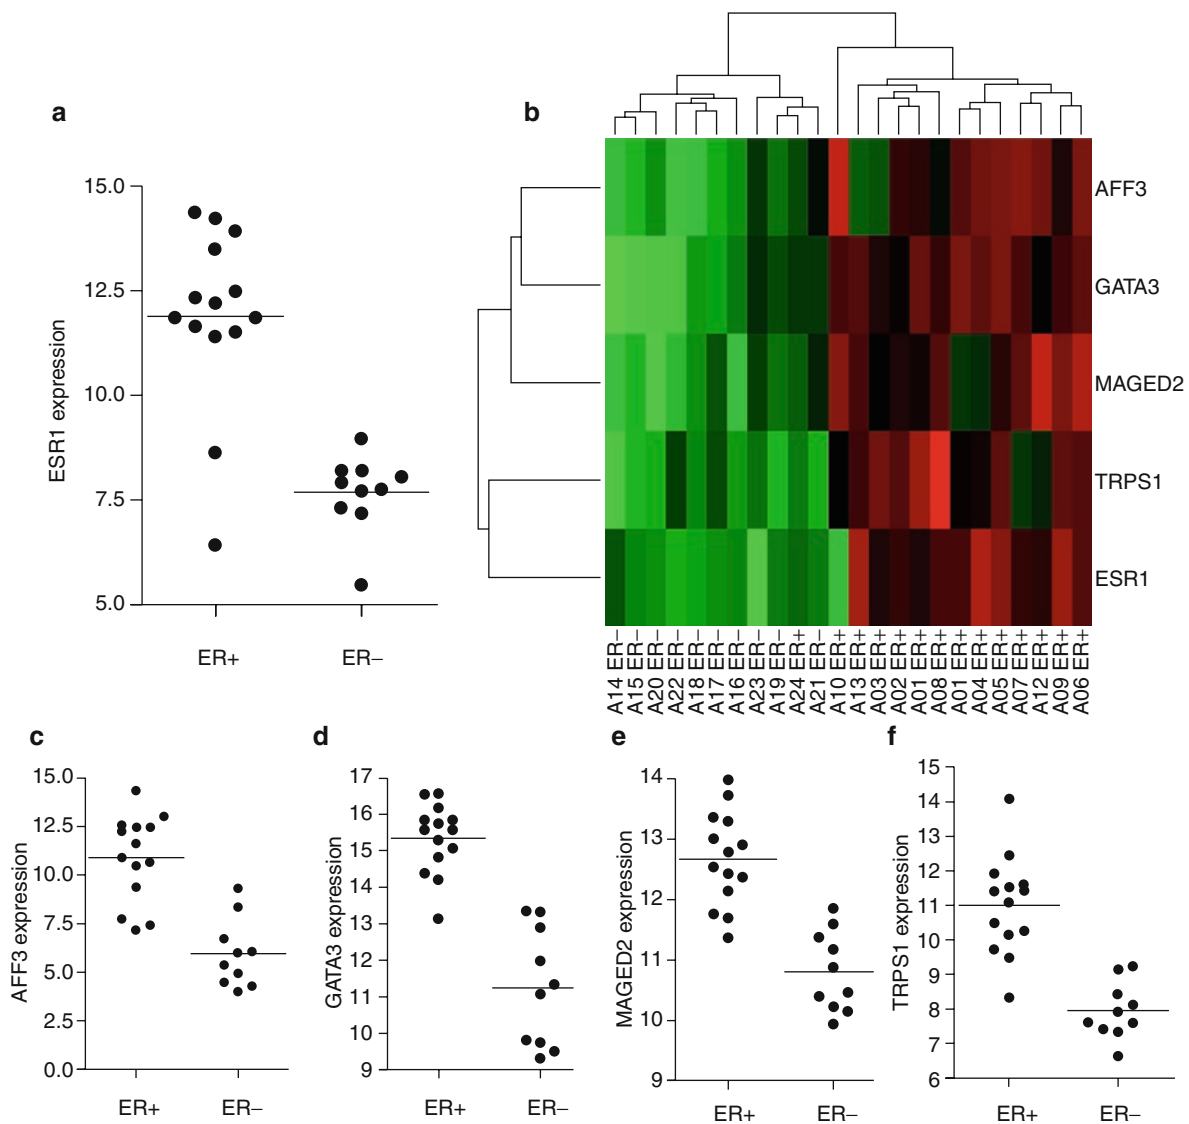 a
15.0
12.5
10.0
7.5
5.0
ESR1 expression
ER+
ER–
b
AFF3
GATA3
MAGED2
TRPS1
ESR1
A14 ER–
A15 ER–
A20 ER–
A22 ER–
A18 ER–
A17 ER–
A16 ER–
A23 ER–
A19 ER–
A24 ER+
A21 ER–
A10 ER+
A13 ER+
A03 ER+
A02 ER+
A08 ER+
A01 ER+
A04 ER+
A05 ER+
A07 ER+
A12 ER+
A09 ER+
A06 ER+
c
15.0
12.5
10.0
7.5
5.0
2.5
0.0
AFF3 expression
ER+
ER–
d
17
16
15
14
13
12
11
10
9
GATA3 expression
ER+
ER–
e
14
13
12
11
10
9
MAGED2 expression
ER+
ER–
f
15
14
13
12
11
10
9
8
7
6
TRPS1 expression
ER+
ER–